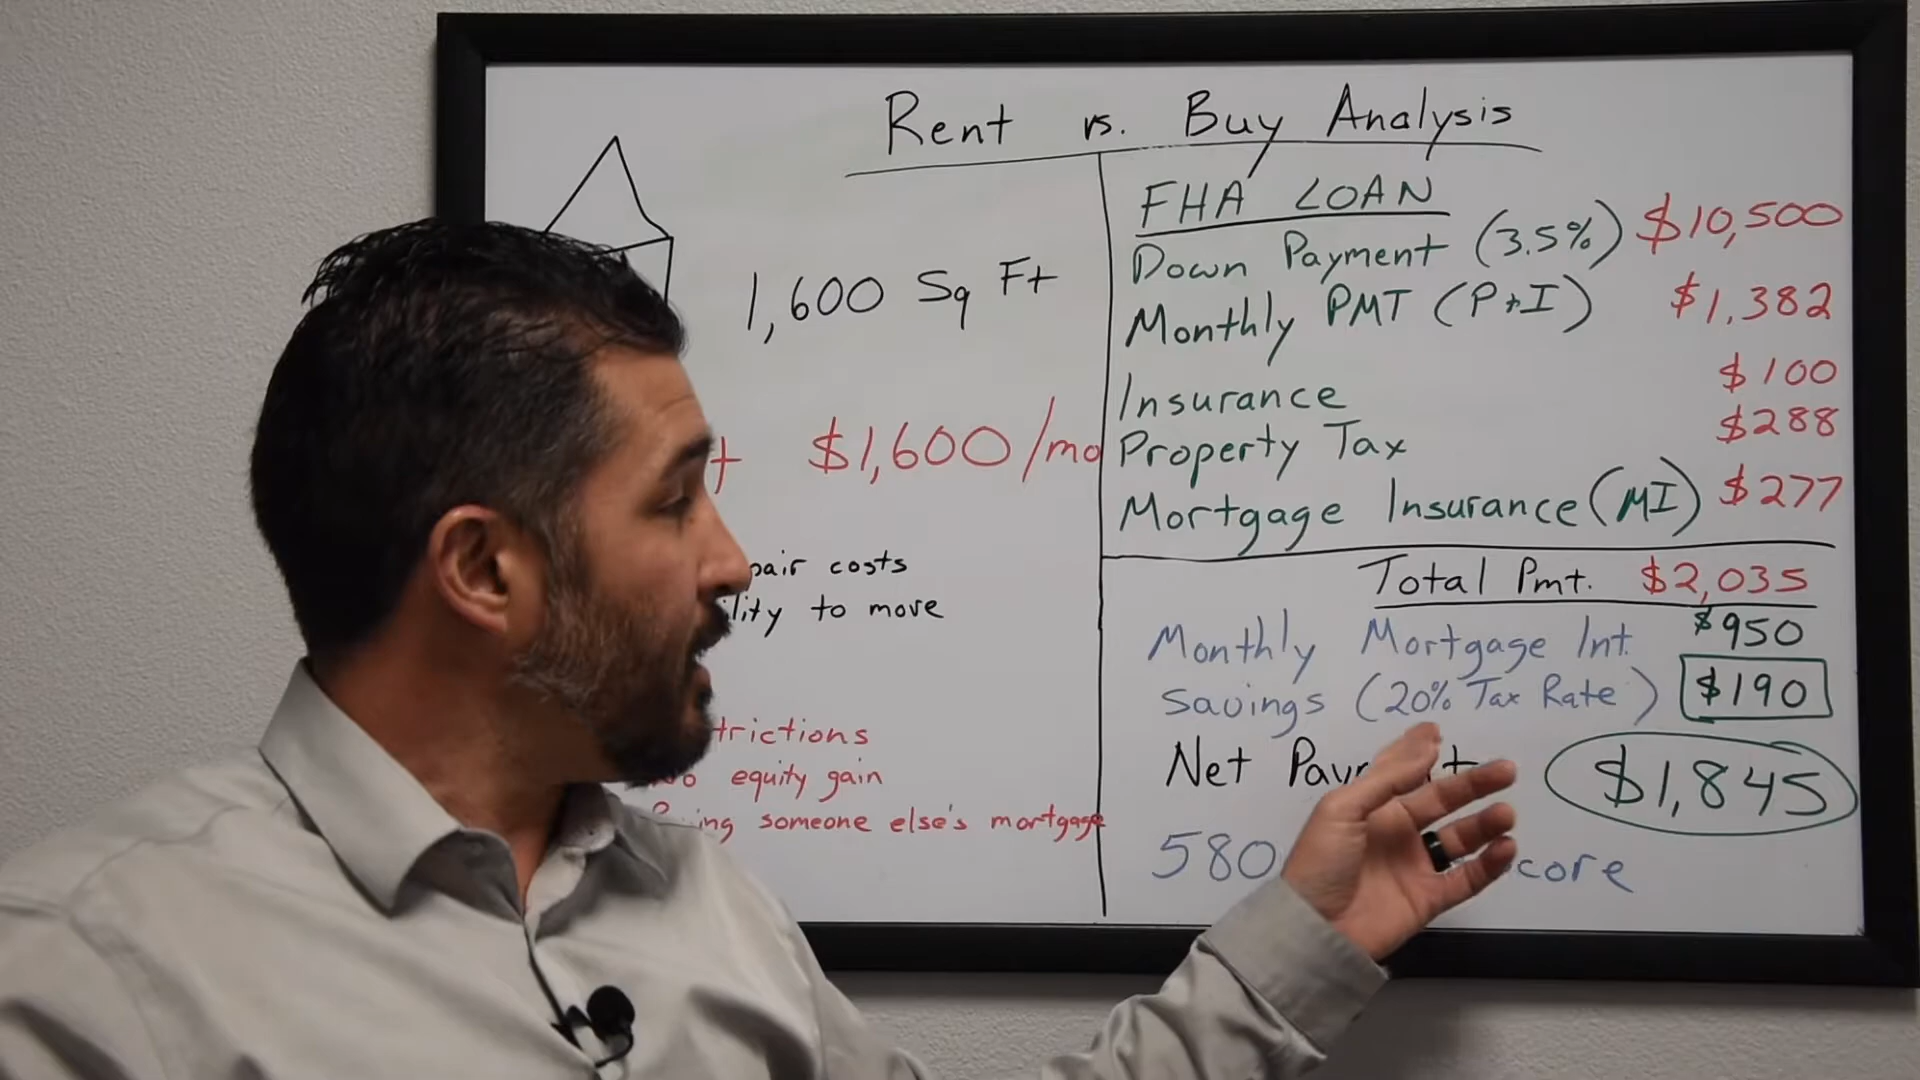 Rent vs. Buy Analysis
1,600 Sq Ft
$1,600/mo
costs
to move
equity gain
someone else's mortgage
FHA LOAN
Down Payment (3.5%) $10,500
Monthly PMT (P+I) $1,382
Insurance $100
Property Tax $288
Mortgage Insurance (MI) $277
Total Pmt. $2,035
Monthly Mortgage Int. $950
savings (20% Tax Rate) $190
Net $1,845
580